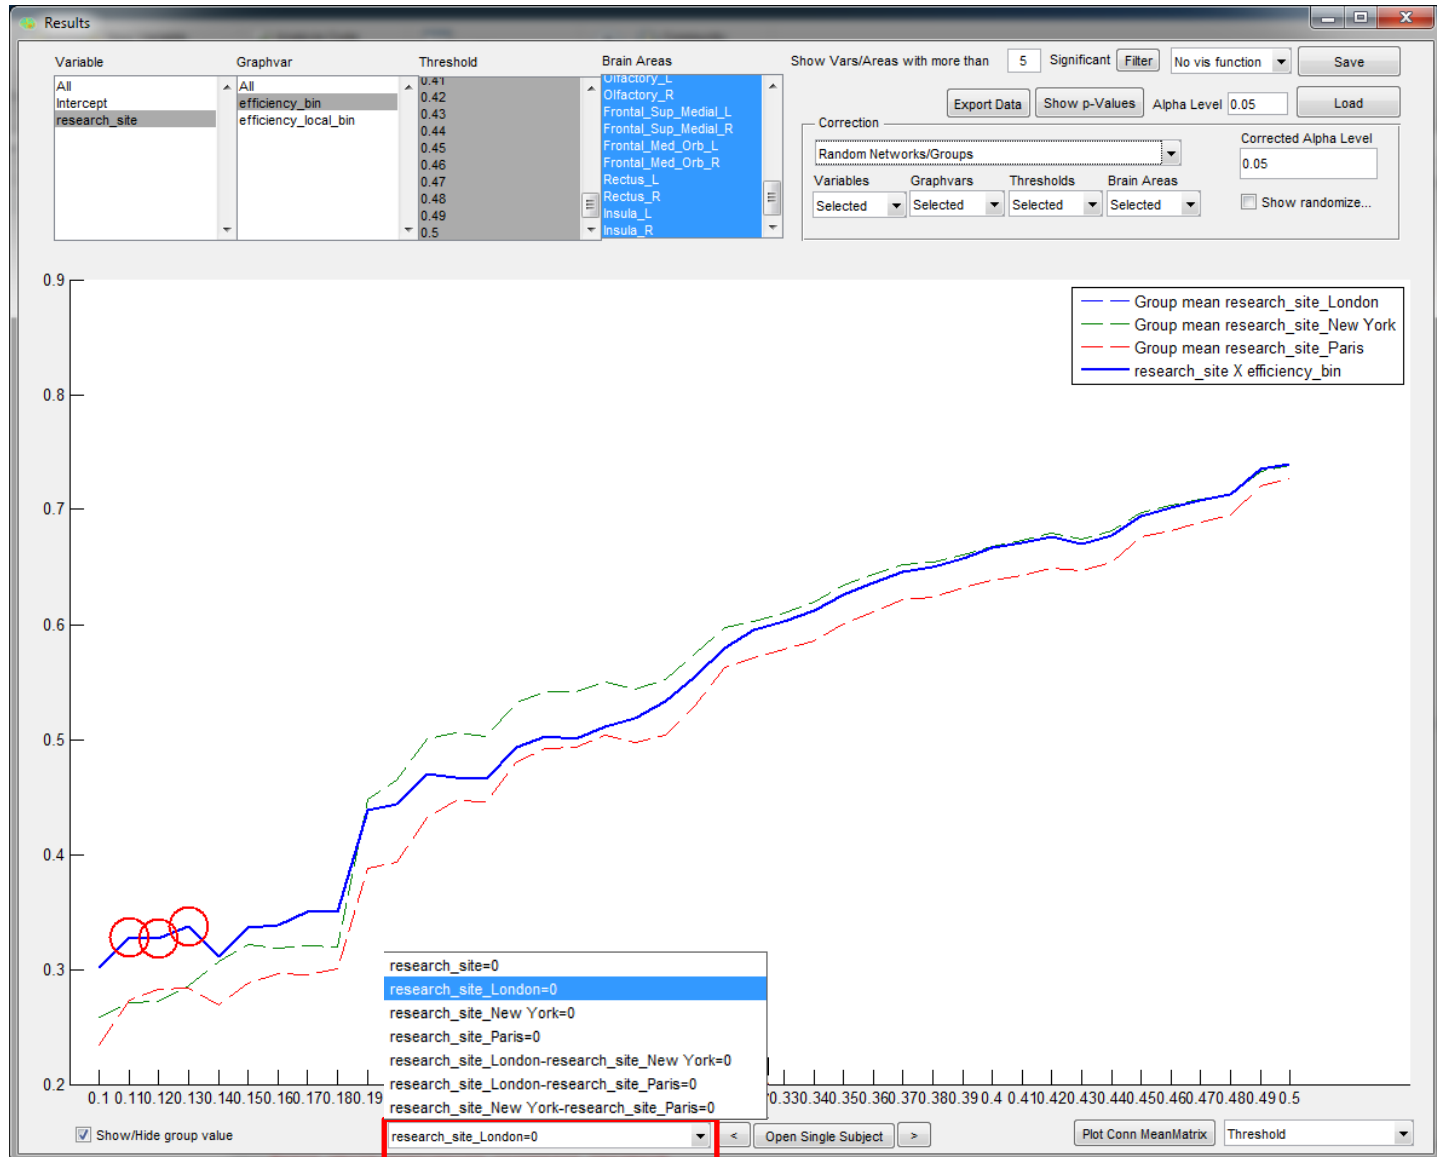 Results
Variable Graphvar Threshold Brain Areas Show Vars/Areas with more than 5 Significant Filter No vis function Save
All All 0.41 Olfactory_L
Intercept efficiency_bin 0.42 Olfactory_R
research_site efficiency_local_bin 0.43 Frontal_Sup_Medial_L
0.44 Frontal_Sup_Medial_R
0.45 Frontal_Med_Orb_L
0.46 Frontal_Med_Orb_R
0.47 Rectus_L
0.48 Rectus_R
0.49 Insula_L
0.5 Insula_R
Export Data Show p-Values Alpha Level 0.05 Load
Correction
Random Networks/Groups
Corrected Alpha Level
0.05
Variables Graphvars Thresholds Brain Areas
Selected Selected Selected Selected
Show randomize...
0.9
Group mean research_site_London
Group mean research_site_New York
Group mean research_site_Paris
research_site X efficiency_bin
0.8
0.7
0.6
0.5
0.4
0.3
research_site=0
research_site_London=0
research_site_New York=0
research_site_Paris=0
research_site_London-research_site_New York=0
research_site_London-research_site_Paris=0
research_site_New York-research_site_Paris=0
0.2
0.1 0.110.120.130.140.150.160.170.180.19 0.330.340.350.360.370.380.39 0.4 0.410.420.430.440.450.460.470.480.49 0.5
Show/Hide group value research_site_London=0 < Open Single Subject > Plot Conn MeanMatrix Threshold